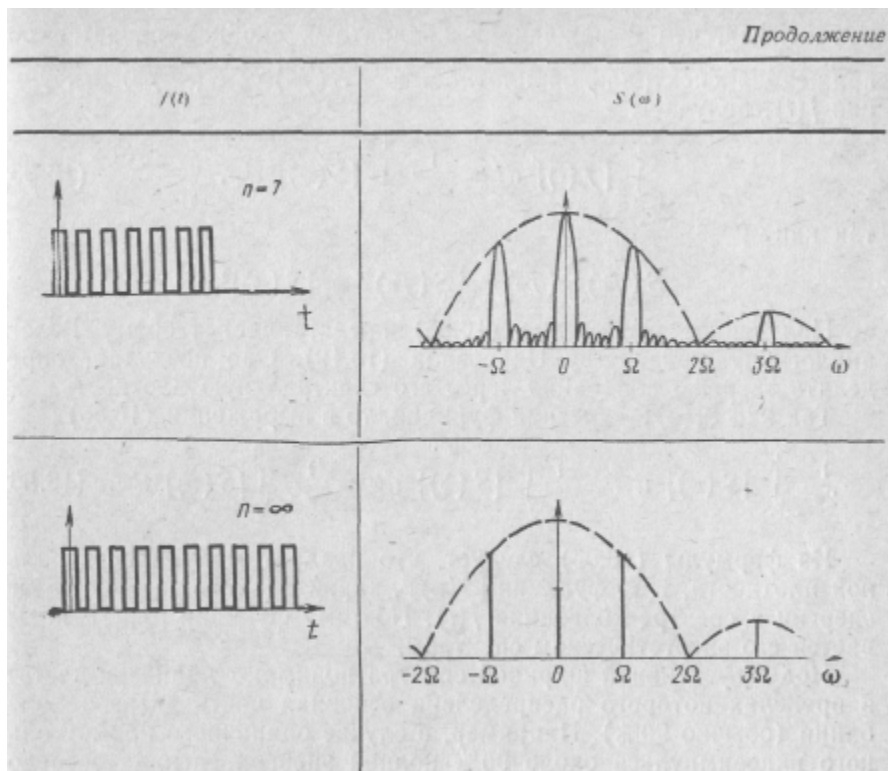 Продолжение
f(t) S(ω)
n=7
t
-Ω 0 Ω 2Ω 3Ω ω
n=∞
t
-2Ω -Ω 0 Ω 2Ω 3Ω ω